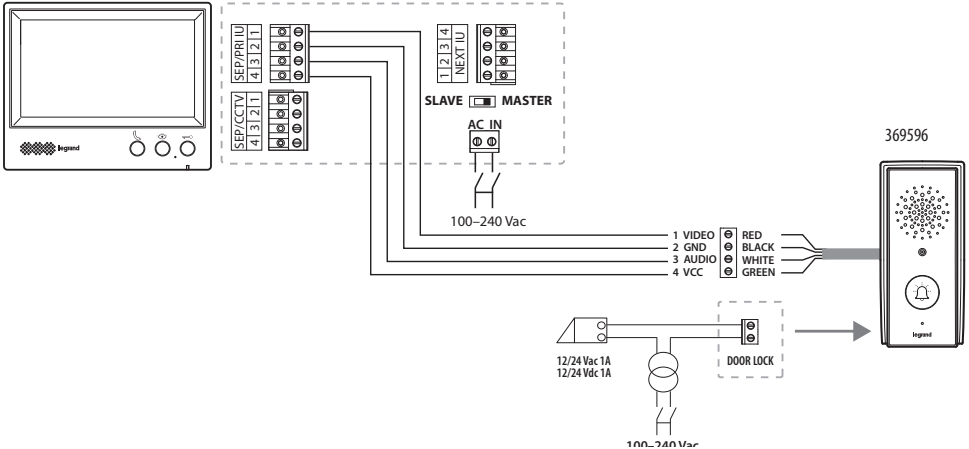 SEP/PRI IU
1
2
3
4
SEP/CCTV
1
2
3
4
4
3
2
1
NEXT IU
SLAVE
MASTER
AC IN
100–240 Vac
legrand
369596
1 VIDEO RED
2 GND BLACK
3 AUDIO WHITE
4 VCC GREEN
legrand
12/24 Vac 1A
12/24 Vdc 1A
DOOR LOCK
100–240 Vac